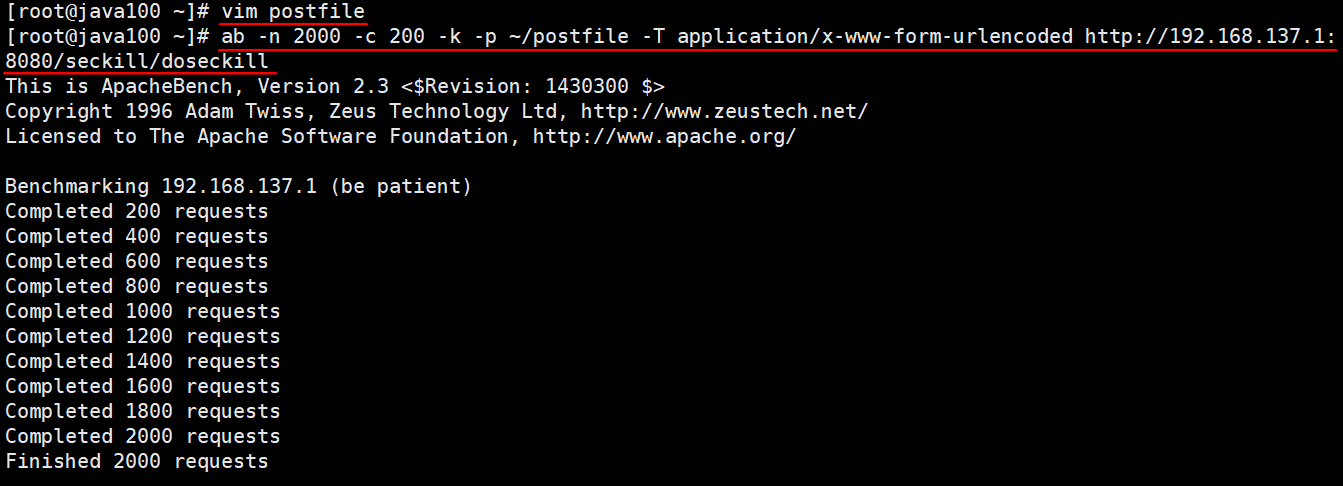 [root@java100 ~]# vim postfile
[root@java100 ~]# ab -n 2000 -c 200 -k -p ~/postfile -T application/x-www-form-urlencoded http://192.168.137.1:
8080/seckill/doseckill
This is ApacheBench, Version 2.3 <$Revision: 1430300 $>
Copyright 1996 Adam Twiss, Zeus Technology Ltd, http://www.zeustech.net/
Licensed to The Apache Software Foundation, http://www.apache.org/

Benchmarking 192.168.137.1 (be patient)
Completed 200 requests
Completed 400 requests
Completed 600 requests
Completed 800 requests
Completed 1000 requests
Completed 1200 requests
Completed 1400 requests
Completed 1600 requests
Completed 1800 requests
Completed 2000 requests
Finished 2000 requests